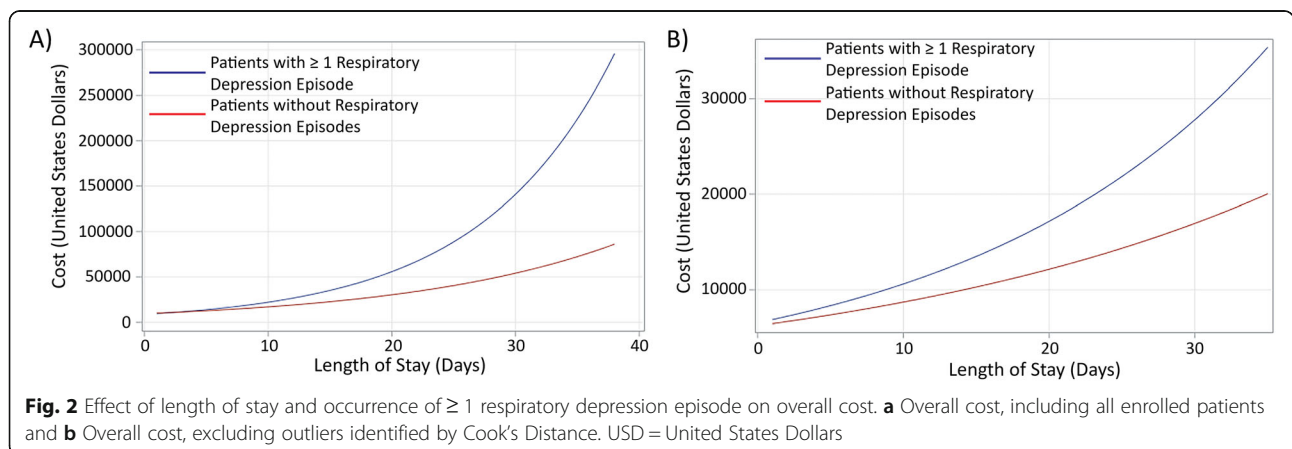 A)
Cost (United States Dollars)
300000
250000
200000
150000
100000
50000
0
Patients with ≥ 1 Respiratory
Depression Episode
Patients without Respiratory
Depression Episodes
0 10 20 30 40
Length of Stay (Days)
B)
Cost (United States Dollars)
30000
20000
10000
Patients with ≥ 1 Respiratory
Depression Episode
Patients without Respiratory
Depression Episodes
0 10 20 30
Length of Stay (Days)
Fig. 2 Effect of length of stay and occurrence of ≥ 1 respiratory depression episode on overall cost. a Overall cost, including all enrolled patients
and b Overall cost, excluding outliers identified by Cook's Distance. USD = United States Dollars